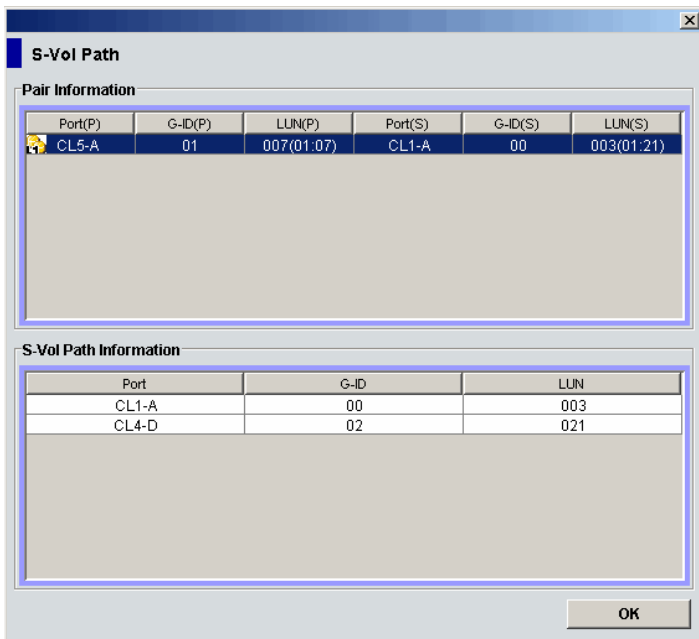 S-Vol Path
Pair Information
Port(P) G-ID(P) LUN(P) Port(S) G-ID(S) LUN(S)
CL5-A 01 007(01:07) CL1-A 00 003(01:21)
S-Vol Path Information
Port G-ID LUN
CL1-A 00 003
CL4-D 02 021
OK